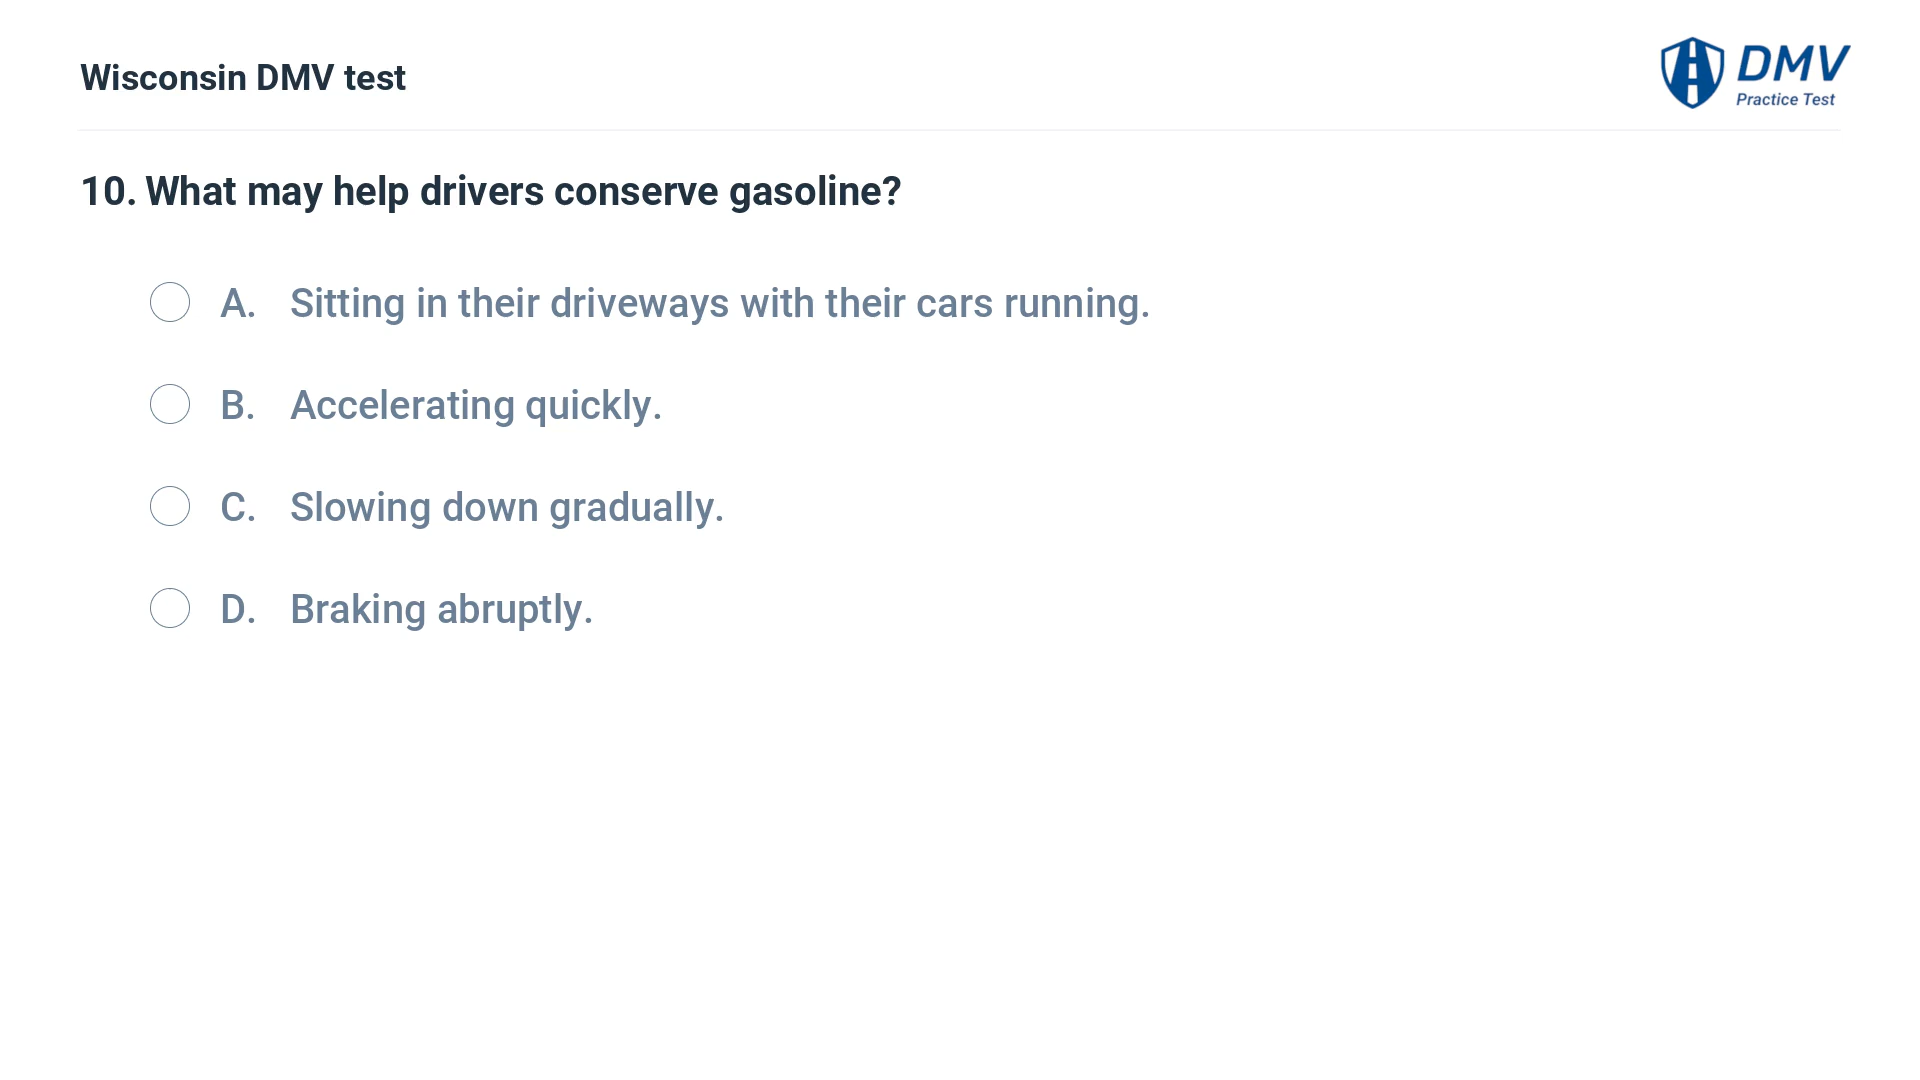 Wisconsin DMV test
DMV
Practice Test
10. What may help drivers conserve gasoline?
A. Sitting in their driveways with their cars running.
B. Accelerating quickly.
C. Slowing down gradually.
D. Braking abruptly.